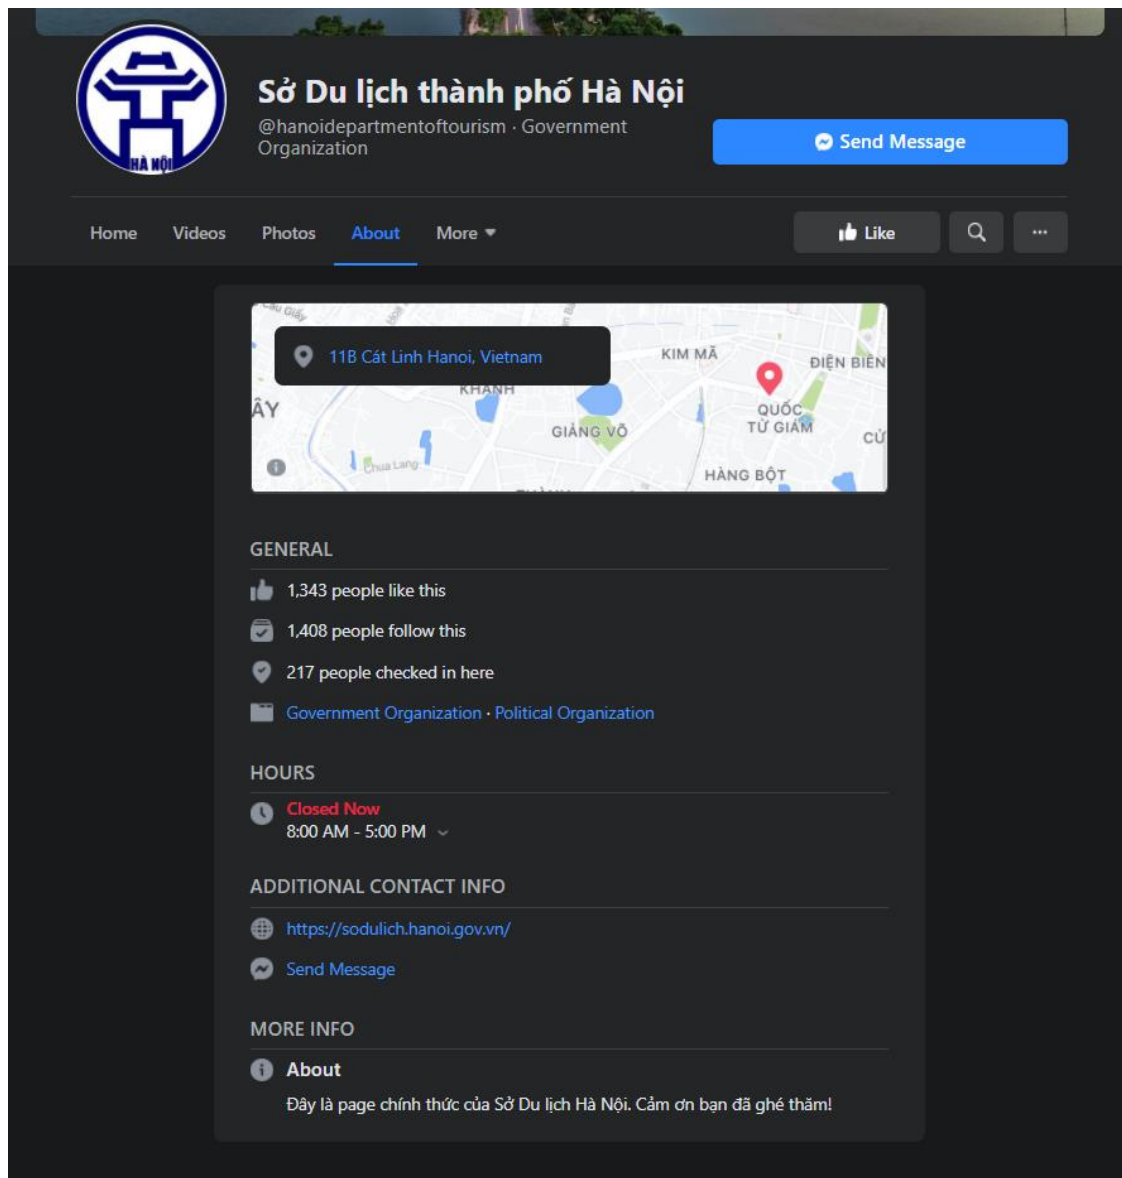 HÀ NỘI
Sở Du lịch thành phố Hà Nội
@hanoidepartmentoftourism · Government
Organization
Send Message
Home Videos Photos About More
Like
11B Cát Linh Hanoi, Vietnam
KIM MÃ
ĐIỆN BIÊN
KHÁNH
ÂY
QUỐC
TỬ GIÁM
GIẢNG VÕ
CỬ
Chua Lang
HÀNG BỘT
GENERAL
1,343 people like this
1,408 people follow this
217 people checked in here
Government Organization · Political Organization
HOURS
Closed Now
8:00 AM - 5:00 PM
ADDITIONAL CONTACT INFO
https://sodulich.hanoi.gov.vn/
Send Message
MORE INFO
About
Đây là page chính thức của Sở Du lịch Hà Nội. Cảm ơn bạn đã ghé thăm!